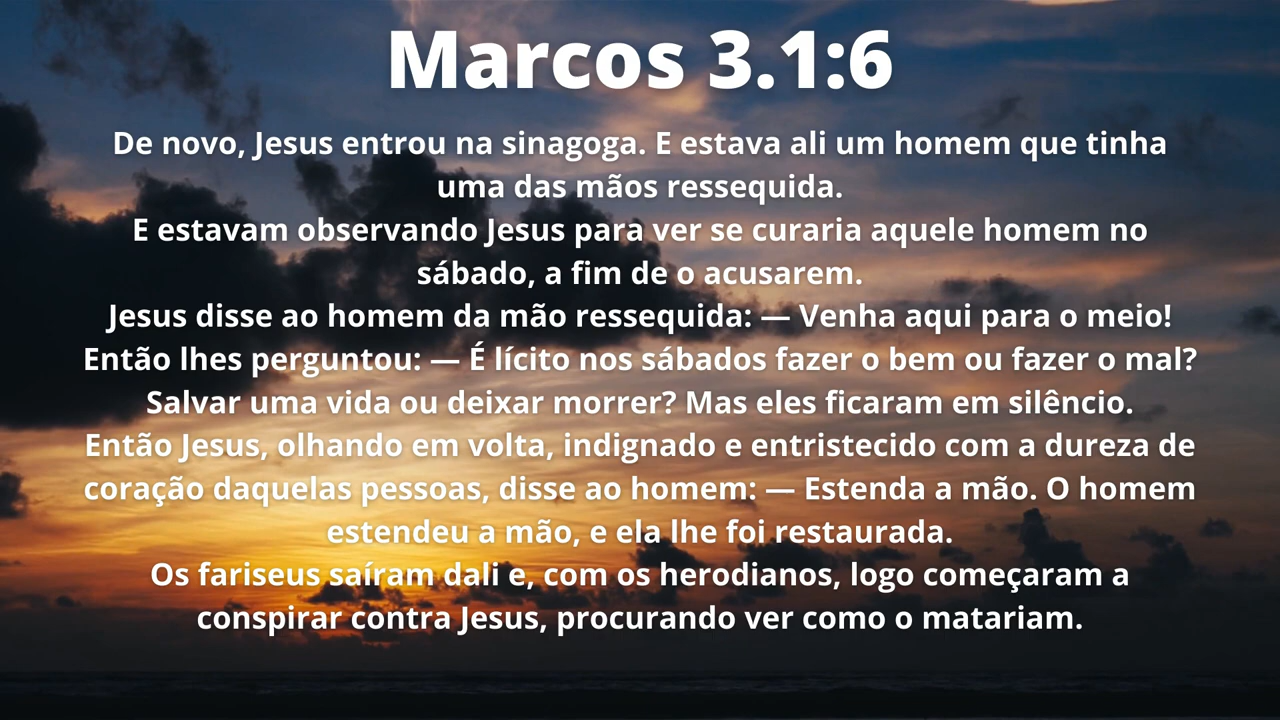 Marcos 3.1:6
De novo, Jesus entrou na sinagoga. E estava ali um homem que tinha
uma das mãos ressequida.
E estavam observando Jesus para ver se curaria aquele homem no
sábado, a fim de o acusarem.
Jesus disse ao homem da mão ressequida: — Venha aqui para o meio!
Então lhes perguntou: — É lícito nos sábados fazer o bem ou fazer o mal?
Salvar uma vida ou deixar morrer? Mas eles ficaram em silêncio.
Então Jesus, olhando em volta, indignado e entristecido com a dureza de
coração daquelas pessoas, disse ao homem: — Estenda a mão. O homem
estendeu a mão, e ela lhe foi restaurada.
Os fariseus saíram dali e, com os herodianos, logo começaram a
conspirar contra Jesus, procurando ver como o matariam.